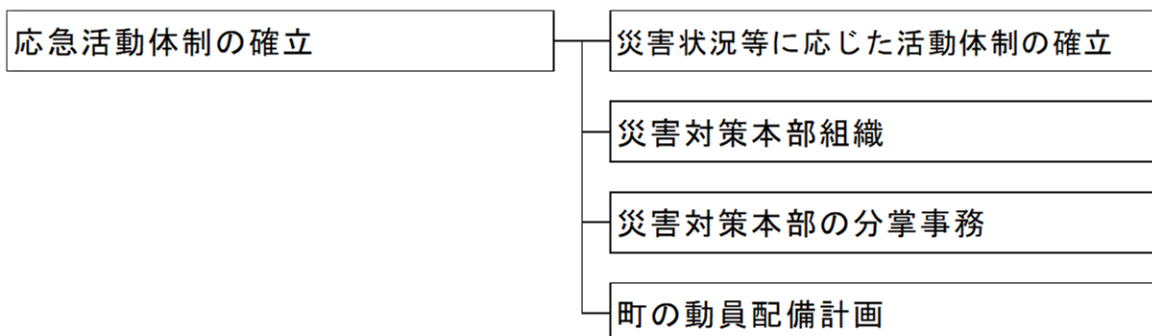 応急活動体制の確立
災害状況等に応じた活動体制の確立
災害対策本部組織
災害対策本部の分掌事務
町の動員配備計画